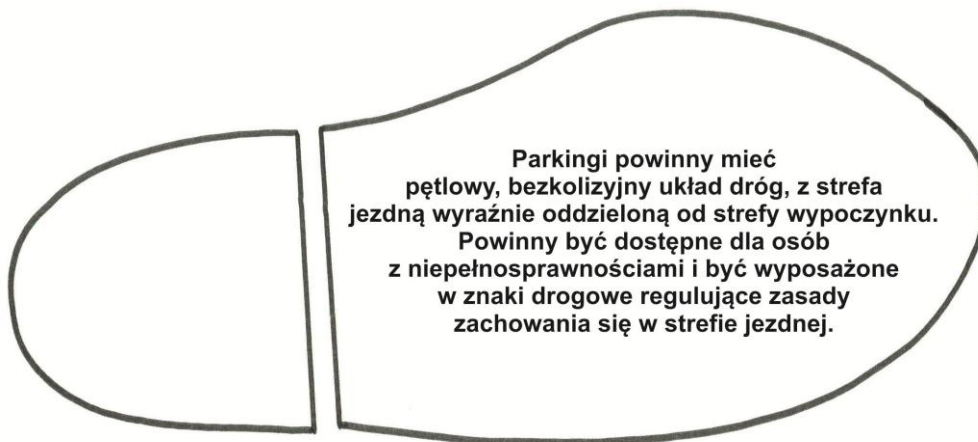 Parkingi powinny mieć
pętlowy, bezkolizyjny układ dróg, z strefa
jezdną wyraźnie oddzieloną od strefy wypoczynku.
Powinny być dostępne dla osób
z niepełnosprawnościami i być wyposażone
w znaki drogowe regulujące zasady
zachowania się w strefie jezdnej.